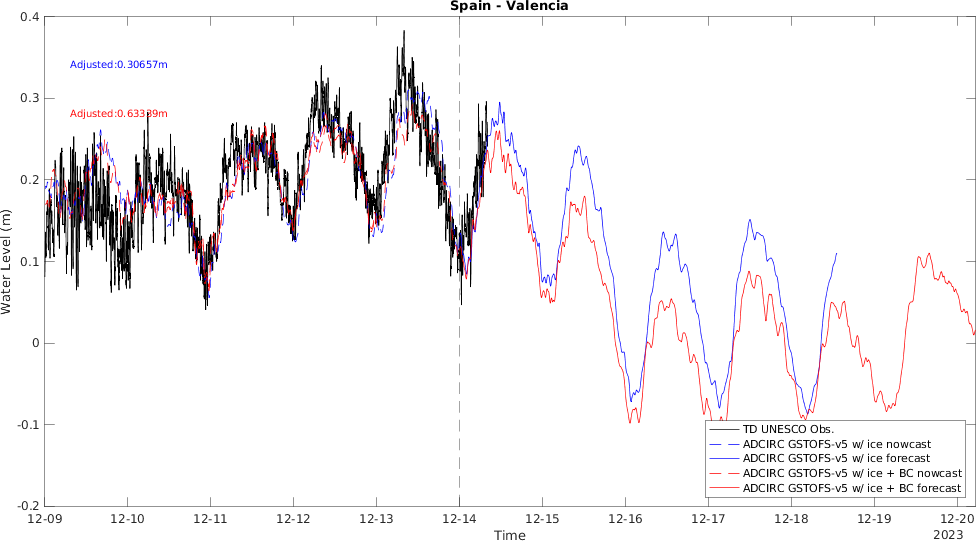 Spain - Valencia
0.4
0.3
0.2
0.1
0
-0.1
-0.2
Water Level (m)
Adjusted:0.30657m
Adjusted:0.63339m
TD UNESCO Obs.
ADCIRC GSTOFS-v5 w/ ice nowcast
ADCIRC GSTOFS-v5 w/ ice forecast
ADCIRC GSTOFS-v5 w/ ice + BC nowcast
ADCIRC GSTOFS-v5 w/ ice + BC forecast
12-09 12-10 12-11 12-12 12-13 12-14 12-15 12-16 12-17 12-18 12-19 12-20
Time
2023